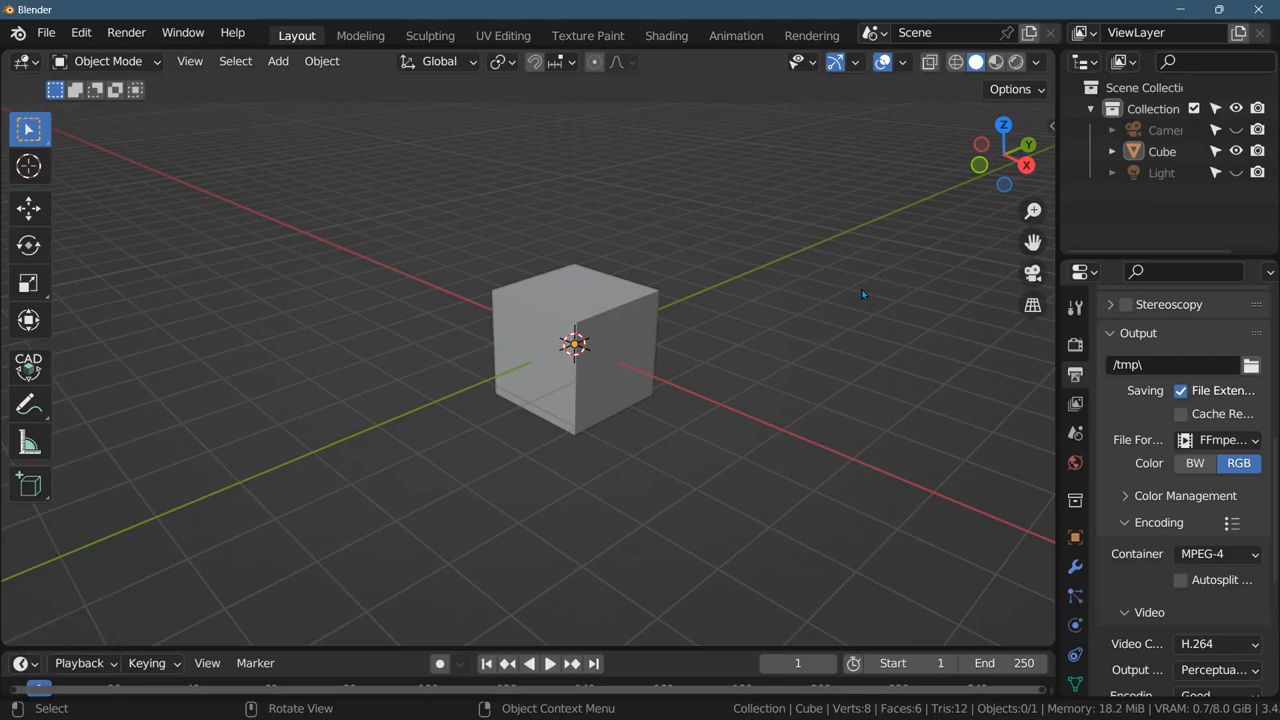 Blender
File Edit Render Window Help Layout Modeling Sculpting UV Editing Texture Paint Shading Animation Rendering Scene ViewLayer
Object Mode View Select Add Object Global
Options
Scene Collecti
Collection
Camer
Cube
Light
Z
Y
X
CAD
Stereoscopy
Output
/tmp\
Saving File Exten...
Cache Re...
File For... FFmpe...
Color BW RGB
Color Management
Encoding
Container MPEG-4
Autosplit ...
Video
Video C... H.264
Output ... Perceptua...
Playback Keying View Marker 1 Start 1 End 250
Select Rotate View Object Context Menu Collection | Cube | Verts:8 | Faces:6 | Tris:12 | Objects:0/1 | Memory: 18.2 MiB | VRAM: 0.7/8.0 GiB | 3.4